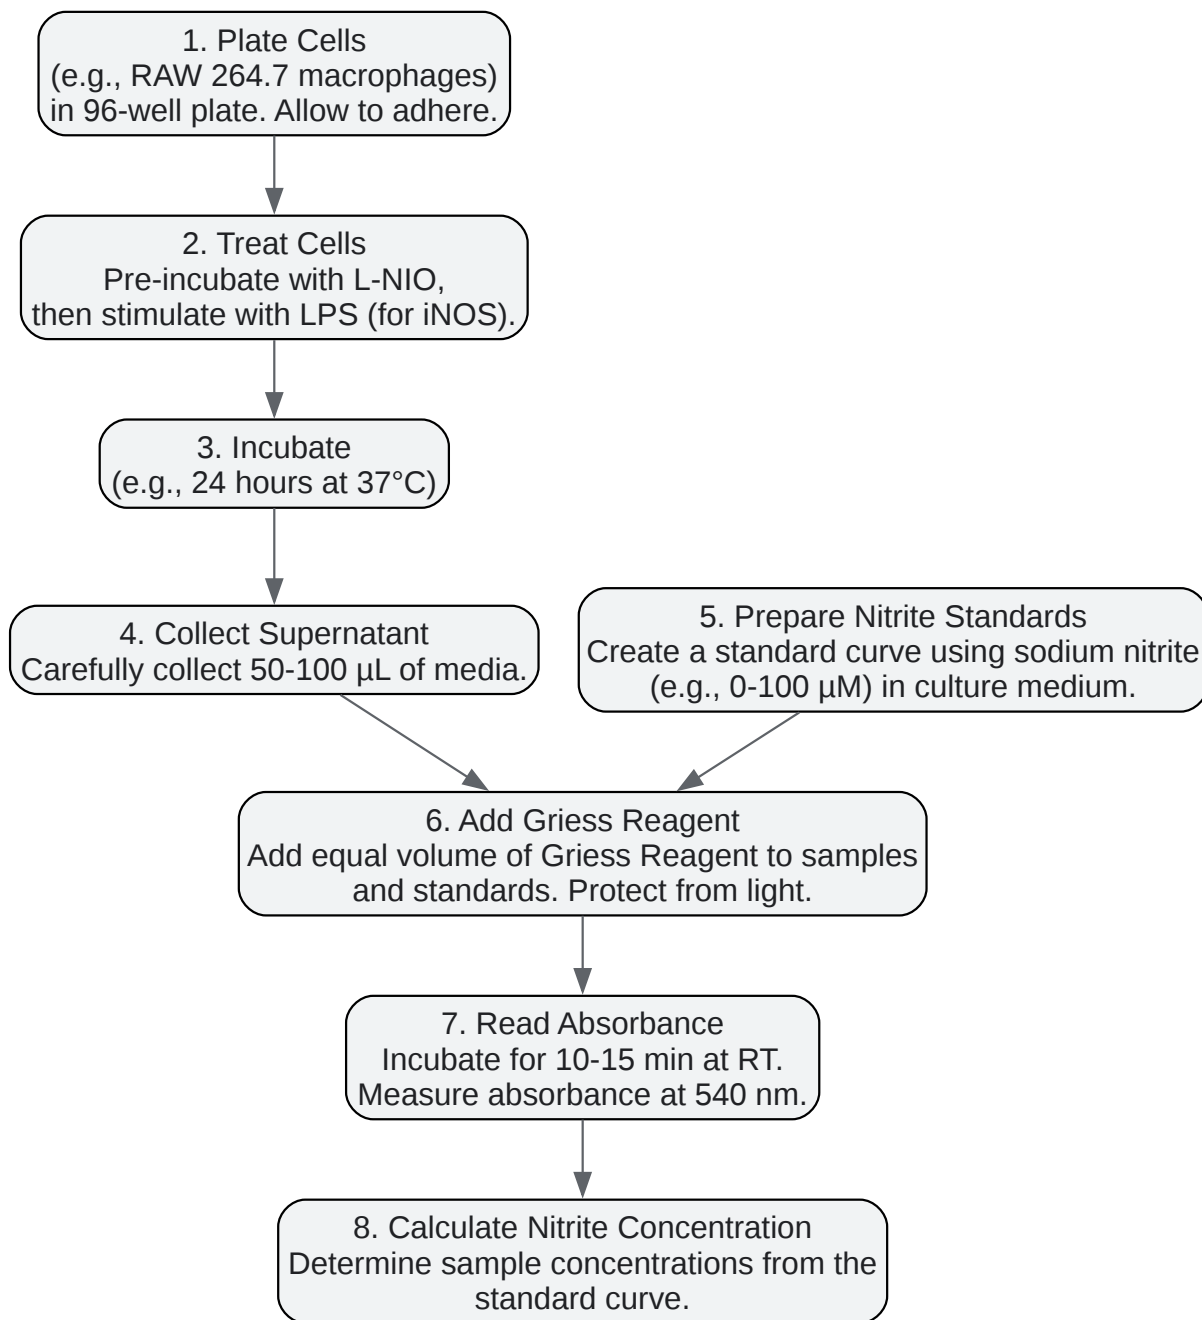 1. Plate Cells
(e.g., RAW 264.7 macrophages)
in 96-well plate. Allow to adhere.
2. Treat Cells
Pre-incubate with L-NIO,
then stimulate with LPS (for iNOS).
3. Incubate
(e.g., 24 hours at 37°C)
4. Collect Supernatant
Carefully collect 50-100 µL of media.
5. Prepare Nitrite Standards
Create a standard curve using sodium nitrite
(e.g., 0-100 µM) in culture medium.
6. Add Griess Reagent
Add equal volume of Griess Reagent to samples
and standards. Protect from light.
7. Read Absorbance
Incubate for 10-15 min at RT.
Measure absorbance at 540 nm.
8. Calculate Nitrite Concentration
Determine sample concentrations from the
standard curve.